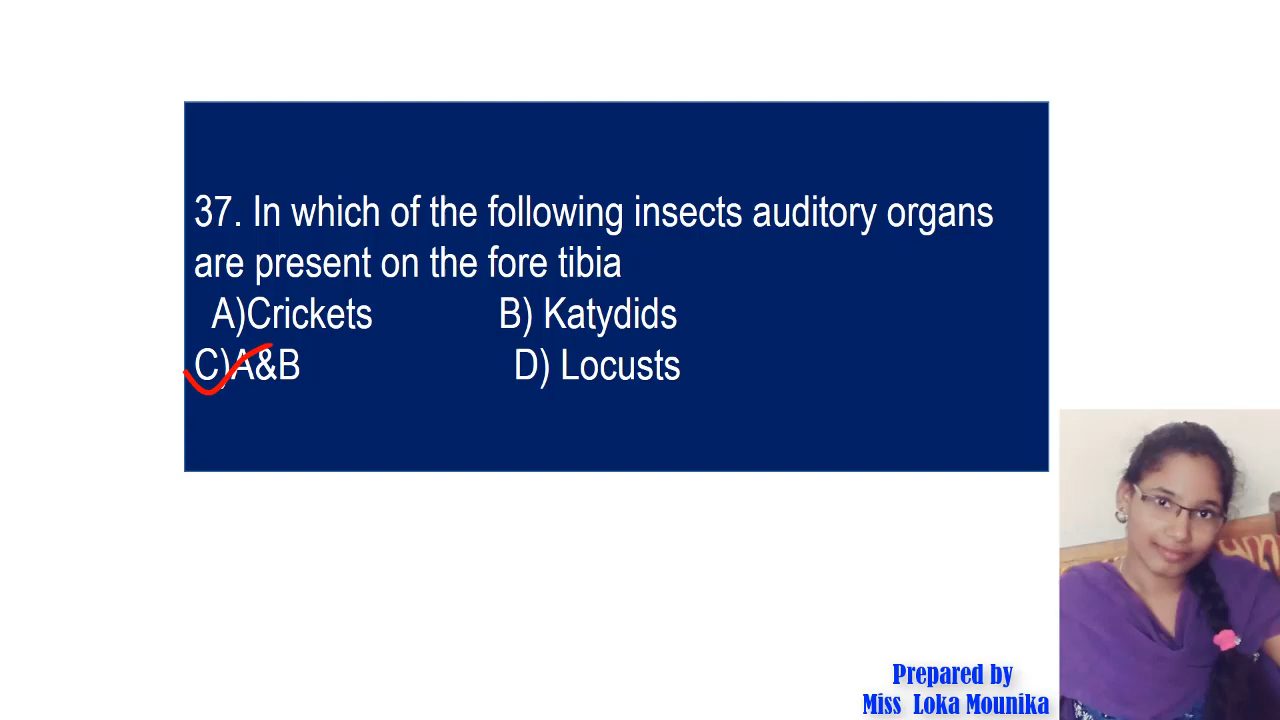 37. In which of the following insects auditory organs
are present on the fore tibia
A)Crickets B) Katydids
C)A&B D) Locusts
Prepared by
Miss Loka Mounika